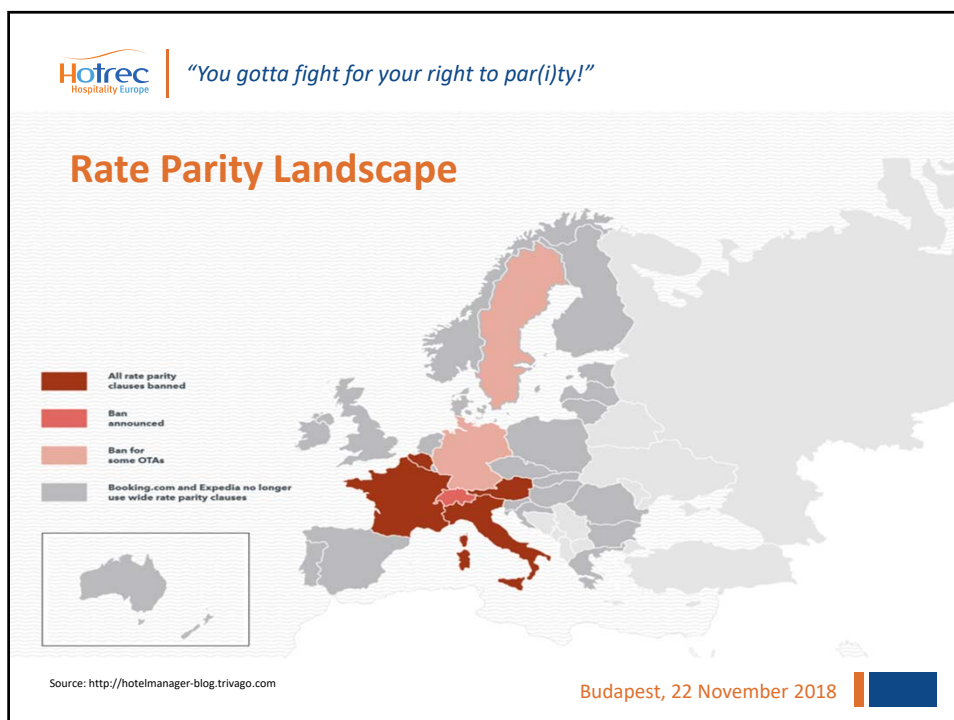 Hotrec
Hospitality Europe
“You gotta fight for your right to par(i)ty!”
Rate Parity Landscape
All rate parity
clauses banned
Ban
announced
Ban for
some OTAs
Booking.com and Expedia no longer
use wide rate parity clauses
Source: http://hotelmanager-blog.trivago.com
Budapest, 22 November 2018